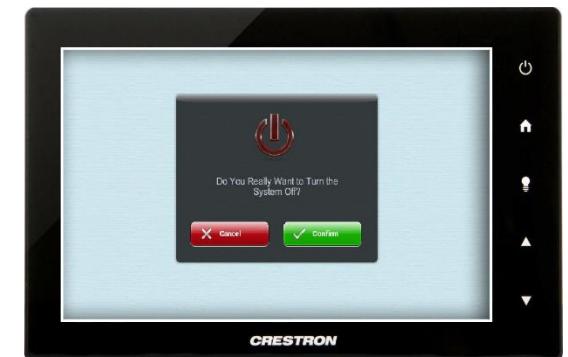 Do You Really Want to Turn the
System Off?
Cancel
Confirm
CRESTRON